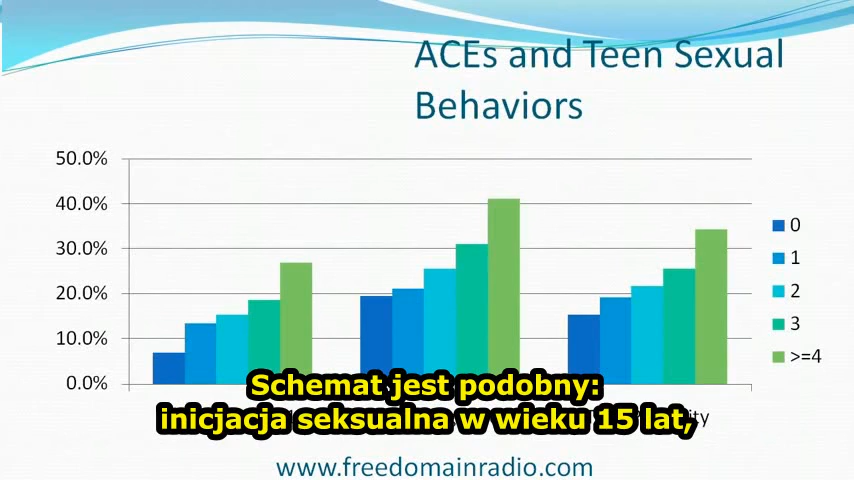 ACEs and Teen Sexual
Behaviors
50.0%
40.0%
30.0%
20.0%
10.0%
0.0%
0
1
2
3
>=4
Schemat jest podobny:
inicjacja seksualna w wieku 15 lat,
www.freedomainradio.com